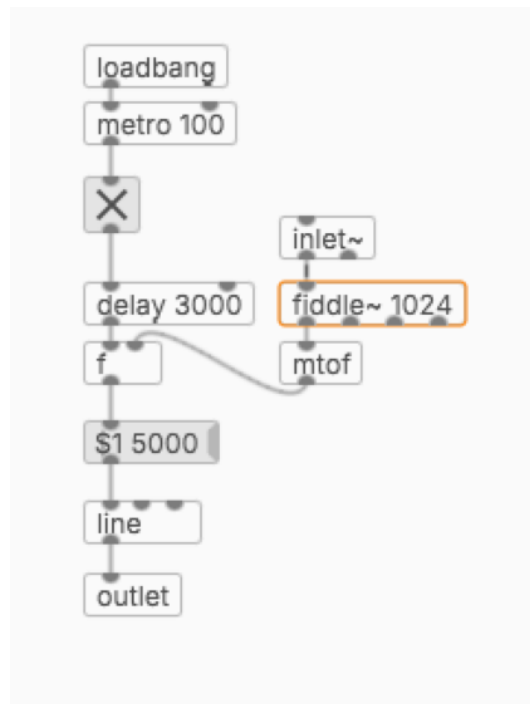 loadbang
metro 100
inlet~
delay 3000
fiddle~ 1024
f
mtof
$1 5000
line
outlet